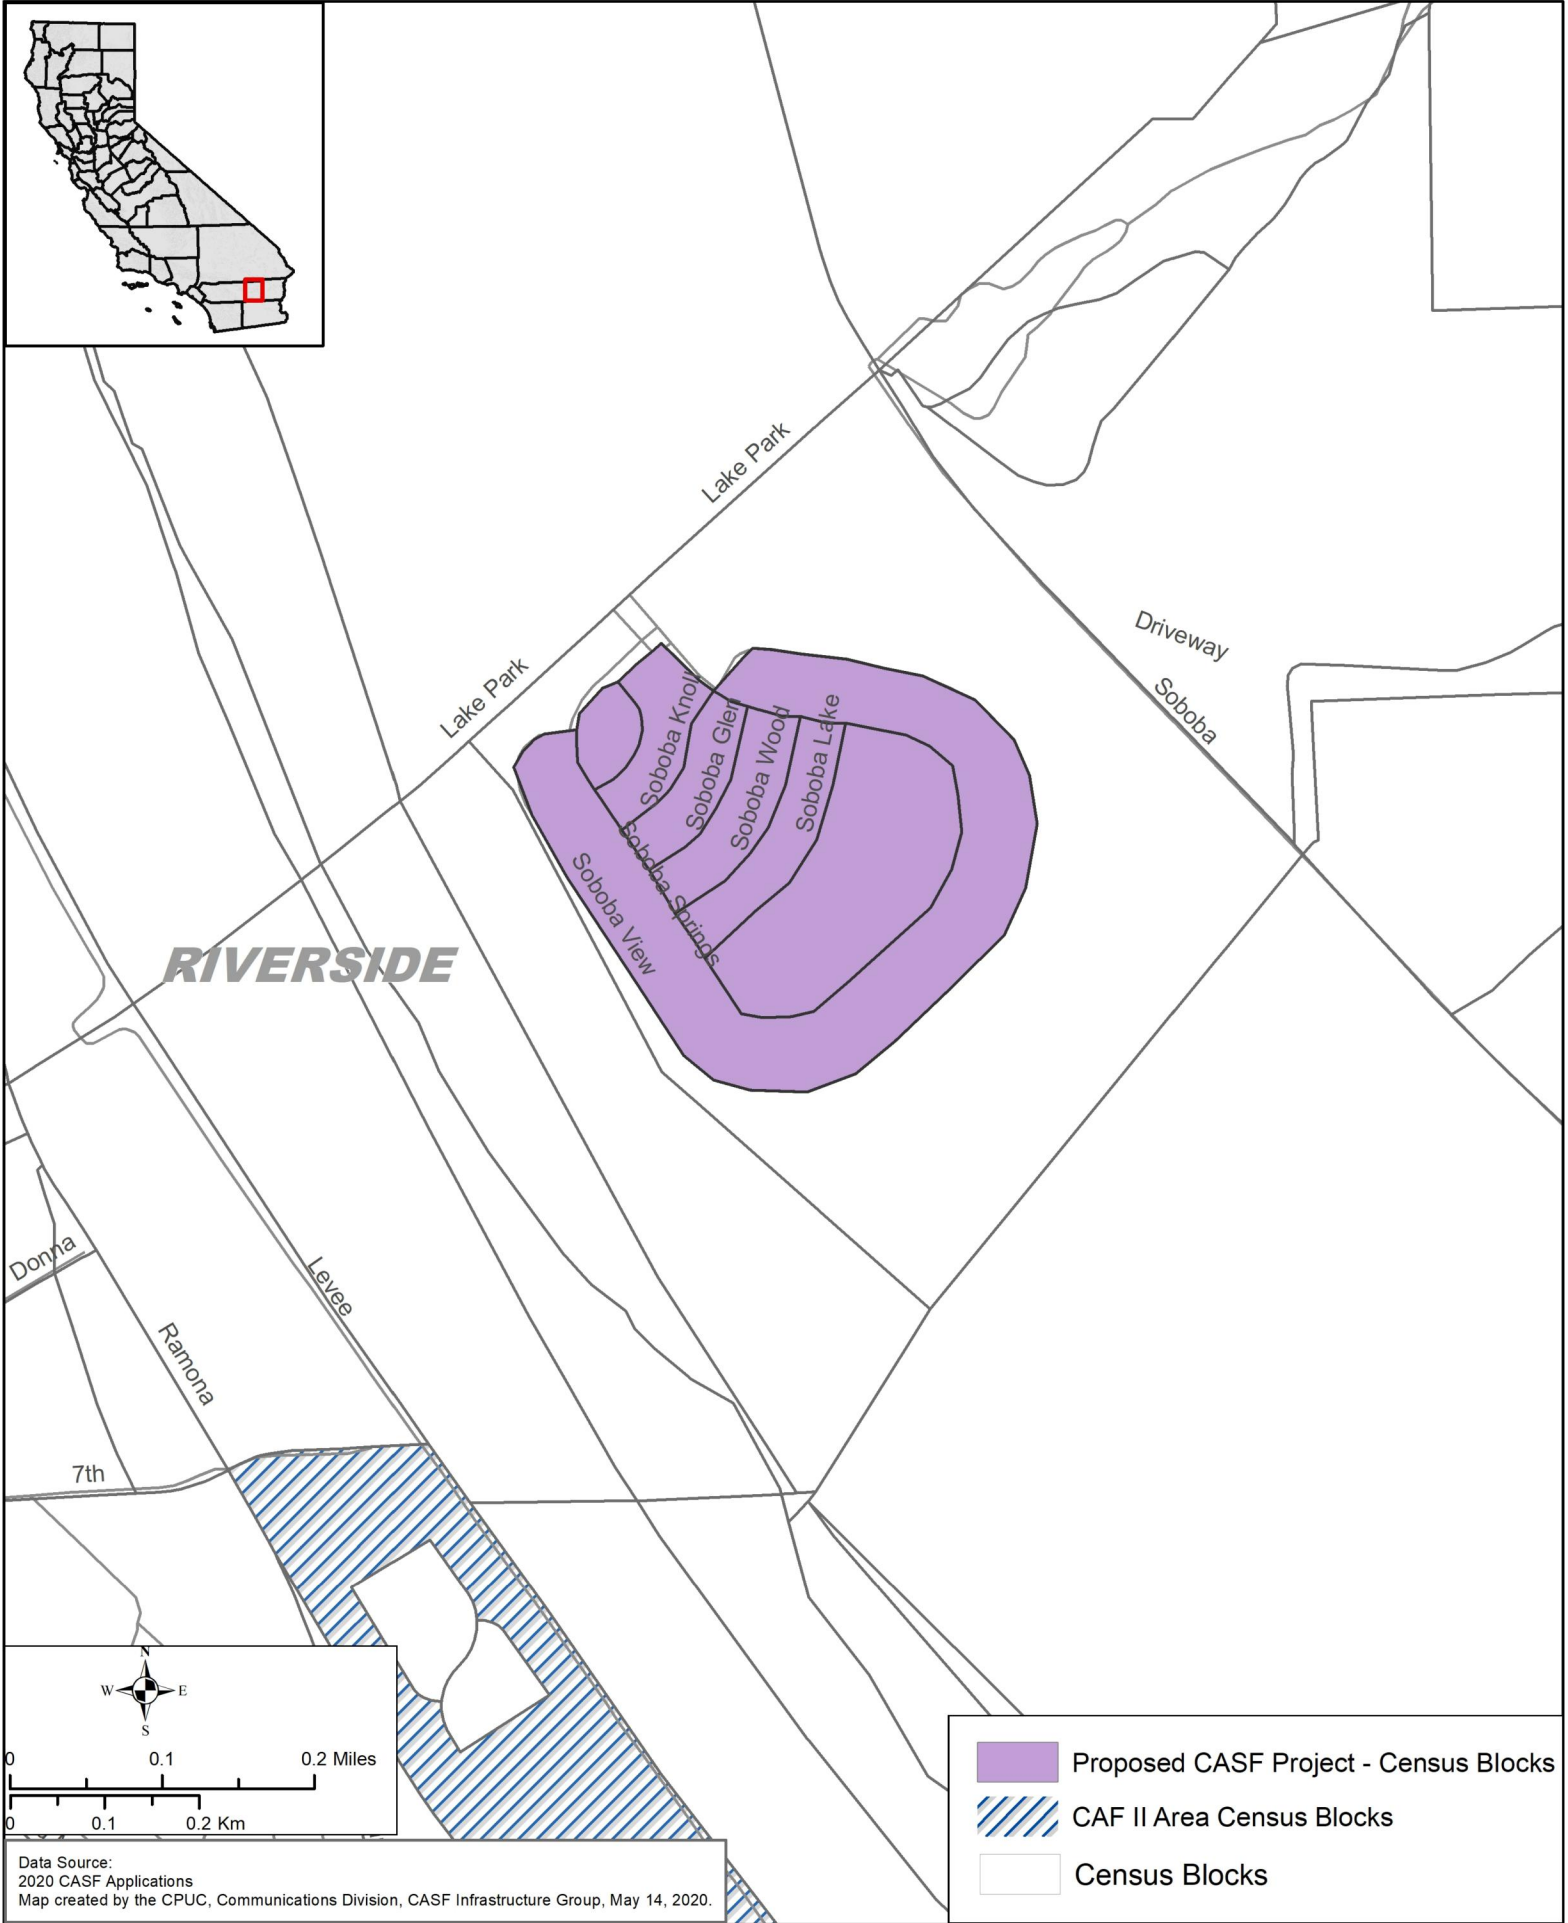 Lake Park
Driveway
Lake Park
Soboba
Soboba Knoll
Soboba Glen
Soboba Wood
Soboba Lake
Soboba Springs
Soboba View
RIVERSIDE
Donna
Levee
Ramona
7th
N
W E
S
0 0.1 0.2 Miles
0 0.1 0.2 Km
Proposed CASF Project - Census Blocks
CAF II Area Census Blocks
Census Blocks
Data Source:
2020 CASF Applications
Map created by the CPUC, Communications Division, CASF Infrastructure Group, May 14, 2020.